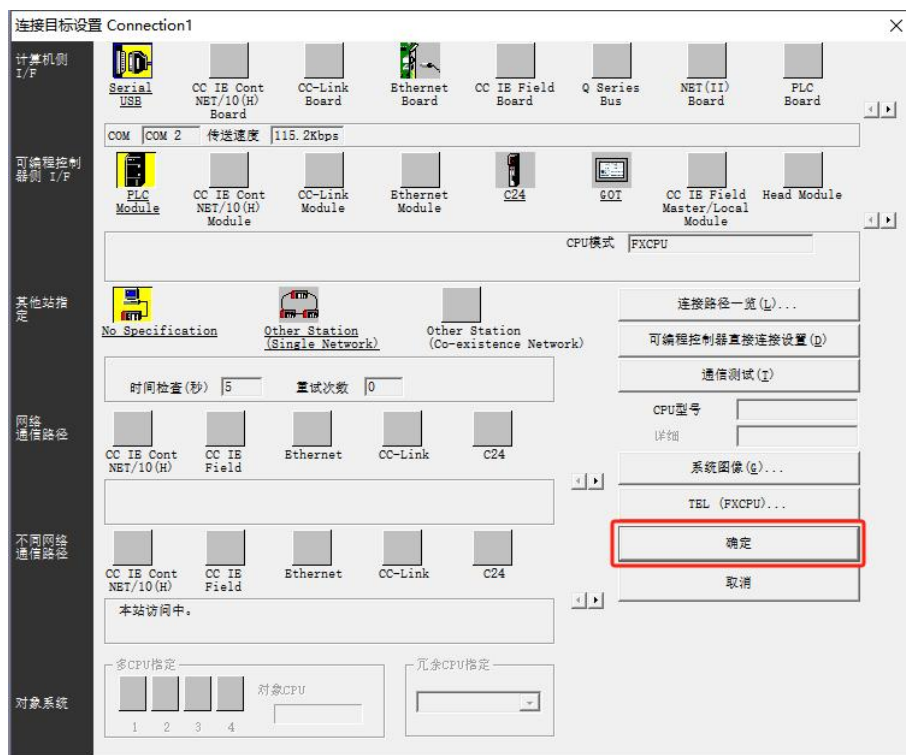 连接目标设置 Connection1
计算机侧
I/F
Serial
USB
CC IE Cont
NET/10(H)
Board
CC-Link
Board
Ethernet
Board
CC IE Field
Board
Q Series
Bus
NET(II)
Board
PLC
Board
COM COM 2 传送速度 115.2Kbps
可编程控制
器侧 I/F
PLC
Module
CC IE Cont
NET/10(H)
Module
CC-Link
Module
Ethernet
Module
C24
GOT
CC IE Field
Master/Local
Module
Head Module
CPU模式 FXCPU
其他站指
定
No Specification
Other Station
(Single Network)
Other Station
(Co-existence Network)
时间检查(秒) 5 重试次数 0
连接路径一览(L)...
可编程控制器直接连接设置(D)
通信测试(T)
CPU型号
详细
系统图像(G)...
TEL (FXCPU)...
确定
取消
网络
通信路径
CC IE Cont
NET/10(H)
CC IE
Field
Ethernet
CC-Link
C24
不同网络
通信路径
CC IE Cont
NET/10(H)
CC IE
Field
Ethernet
CC-Link
C24
本站访问中。
对象系统
多CPU指定
1 2 3 4
对象CPU
冗余CPU指定